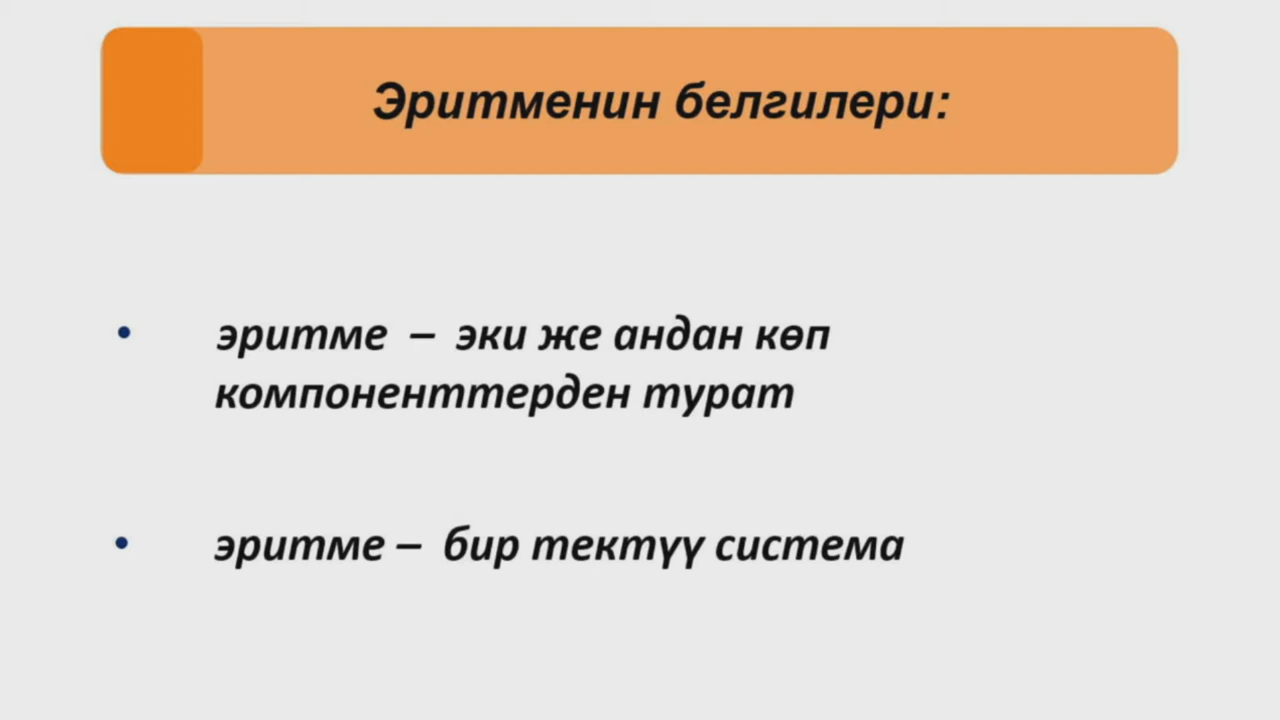 Эритменин белгилери:
• эритме – эки же андан көп
компоненттерден турат
• эритме – бир тектүү система